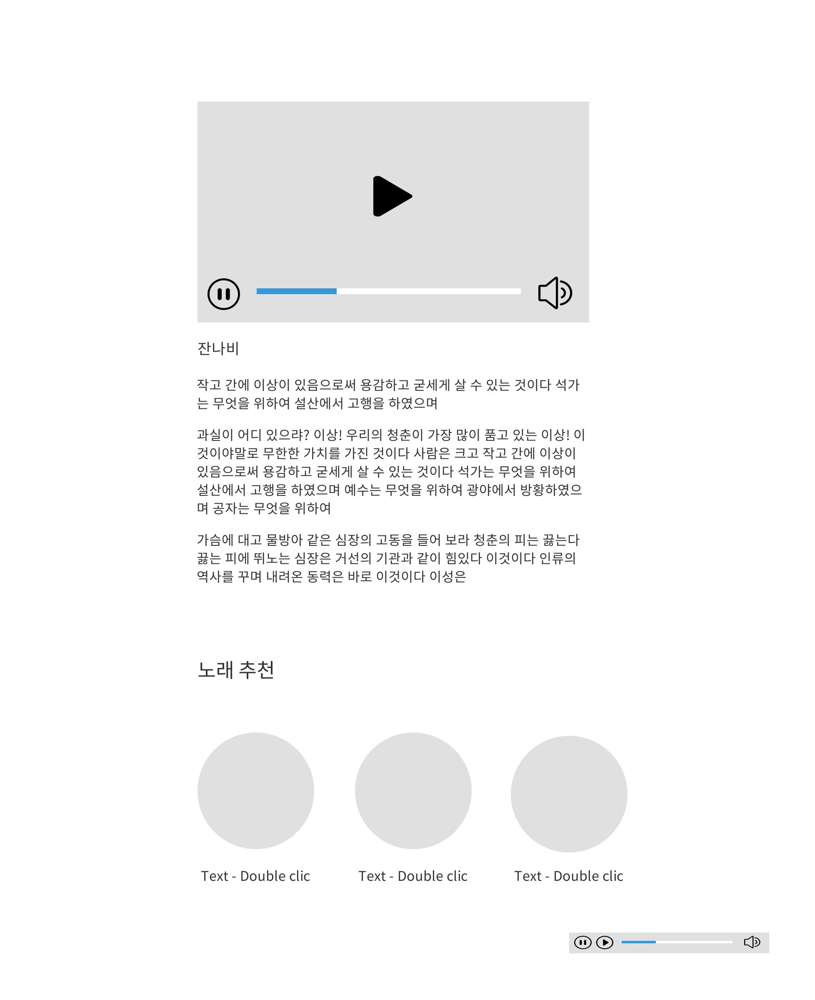 잔나비
작고 간에 이상이 있음으로써 용감하고 굳세게 살 수 있는 것이다 석가
는 무엇을 위하여 설산에서 고행을 하였으며
과실이 어디 있으랴? 이상! 우리의 청춘이 가장 많이 품고 있는 이상! 이
것이야말로 무한한 가치를 가진 것이다 사람은 크고 작고 간에 이상이
있음으로써 용감하고 굳세게 살 수 있는 것이다 석가는 무엇을 위하여
설산에서 고행을 하였으며 예수는 무엇을 위하여 광야에서 방황하였으
며 공자는 무엇을 위하여
가슴에 대고 물방아 같은 심장의 고동을 들어 보라 청춘의 피는 끓는다
끓는 피에 뛰노는 심장은 거선의 기관과 같이 힘있다 이것이다 인류의
역사를 꾸며 내려온 동력은 바로 이것이다 이성은
노래 추천
Text - Double clic
Text - Double clic
Text - Double clic